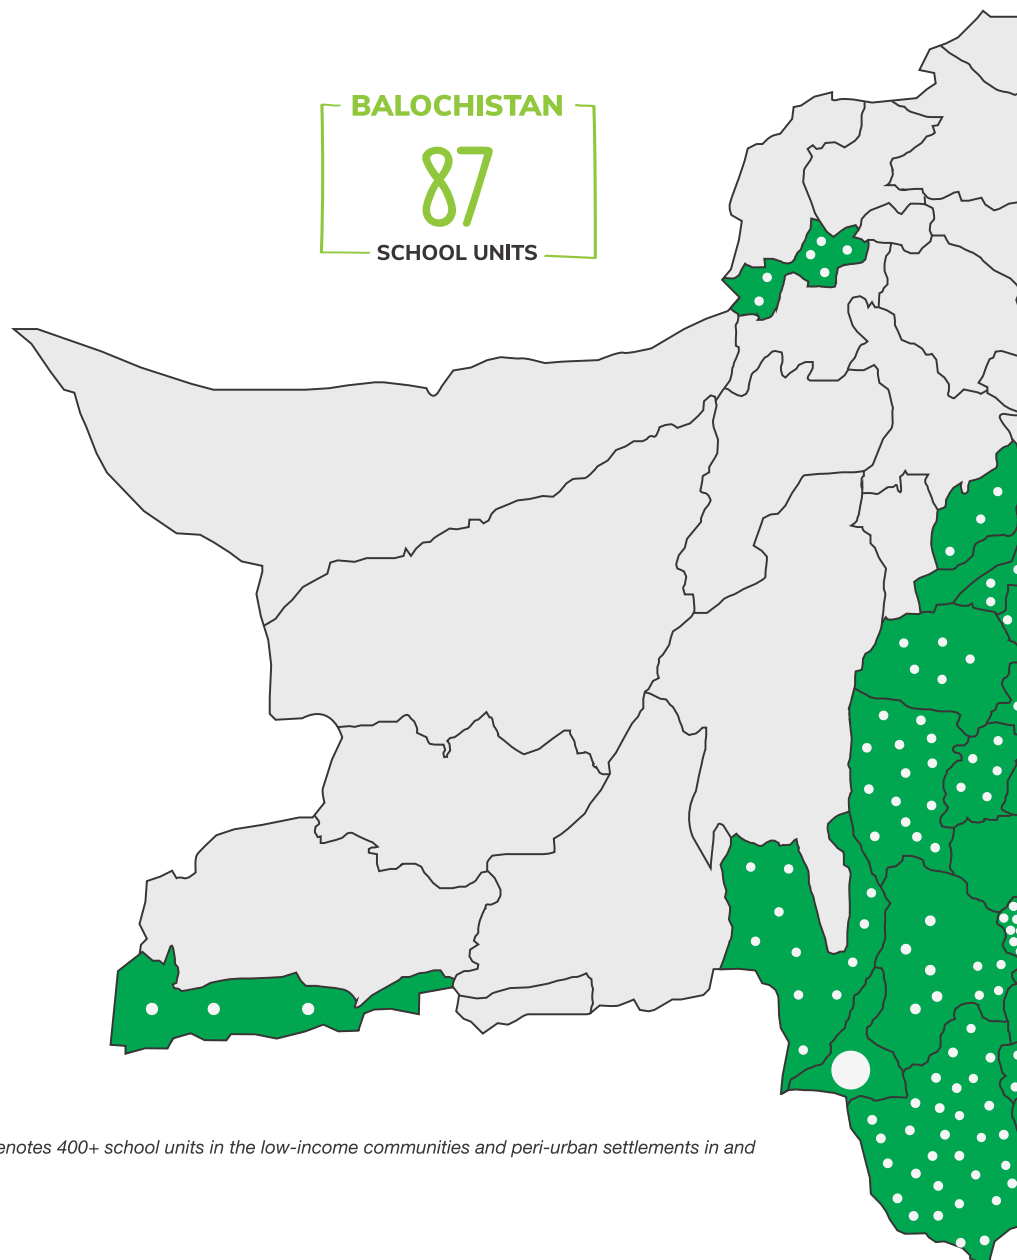 BALOCHISTAN
87
SCHOOL UNITS
enotes 400+ school units in the low-income communities and peri-urban settlements in and